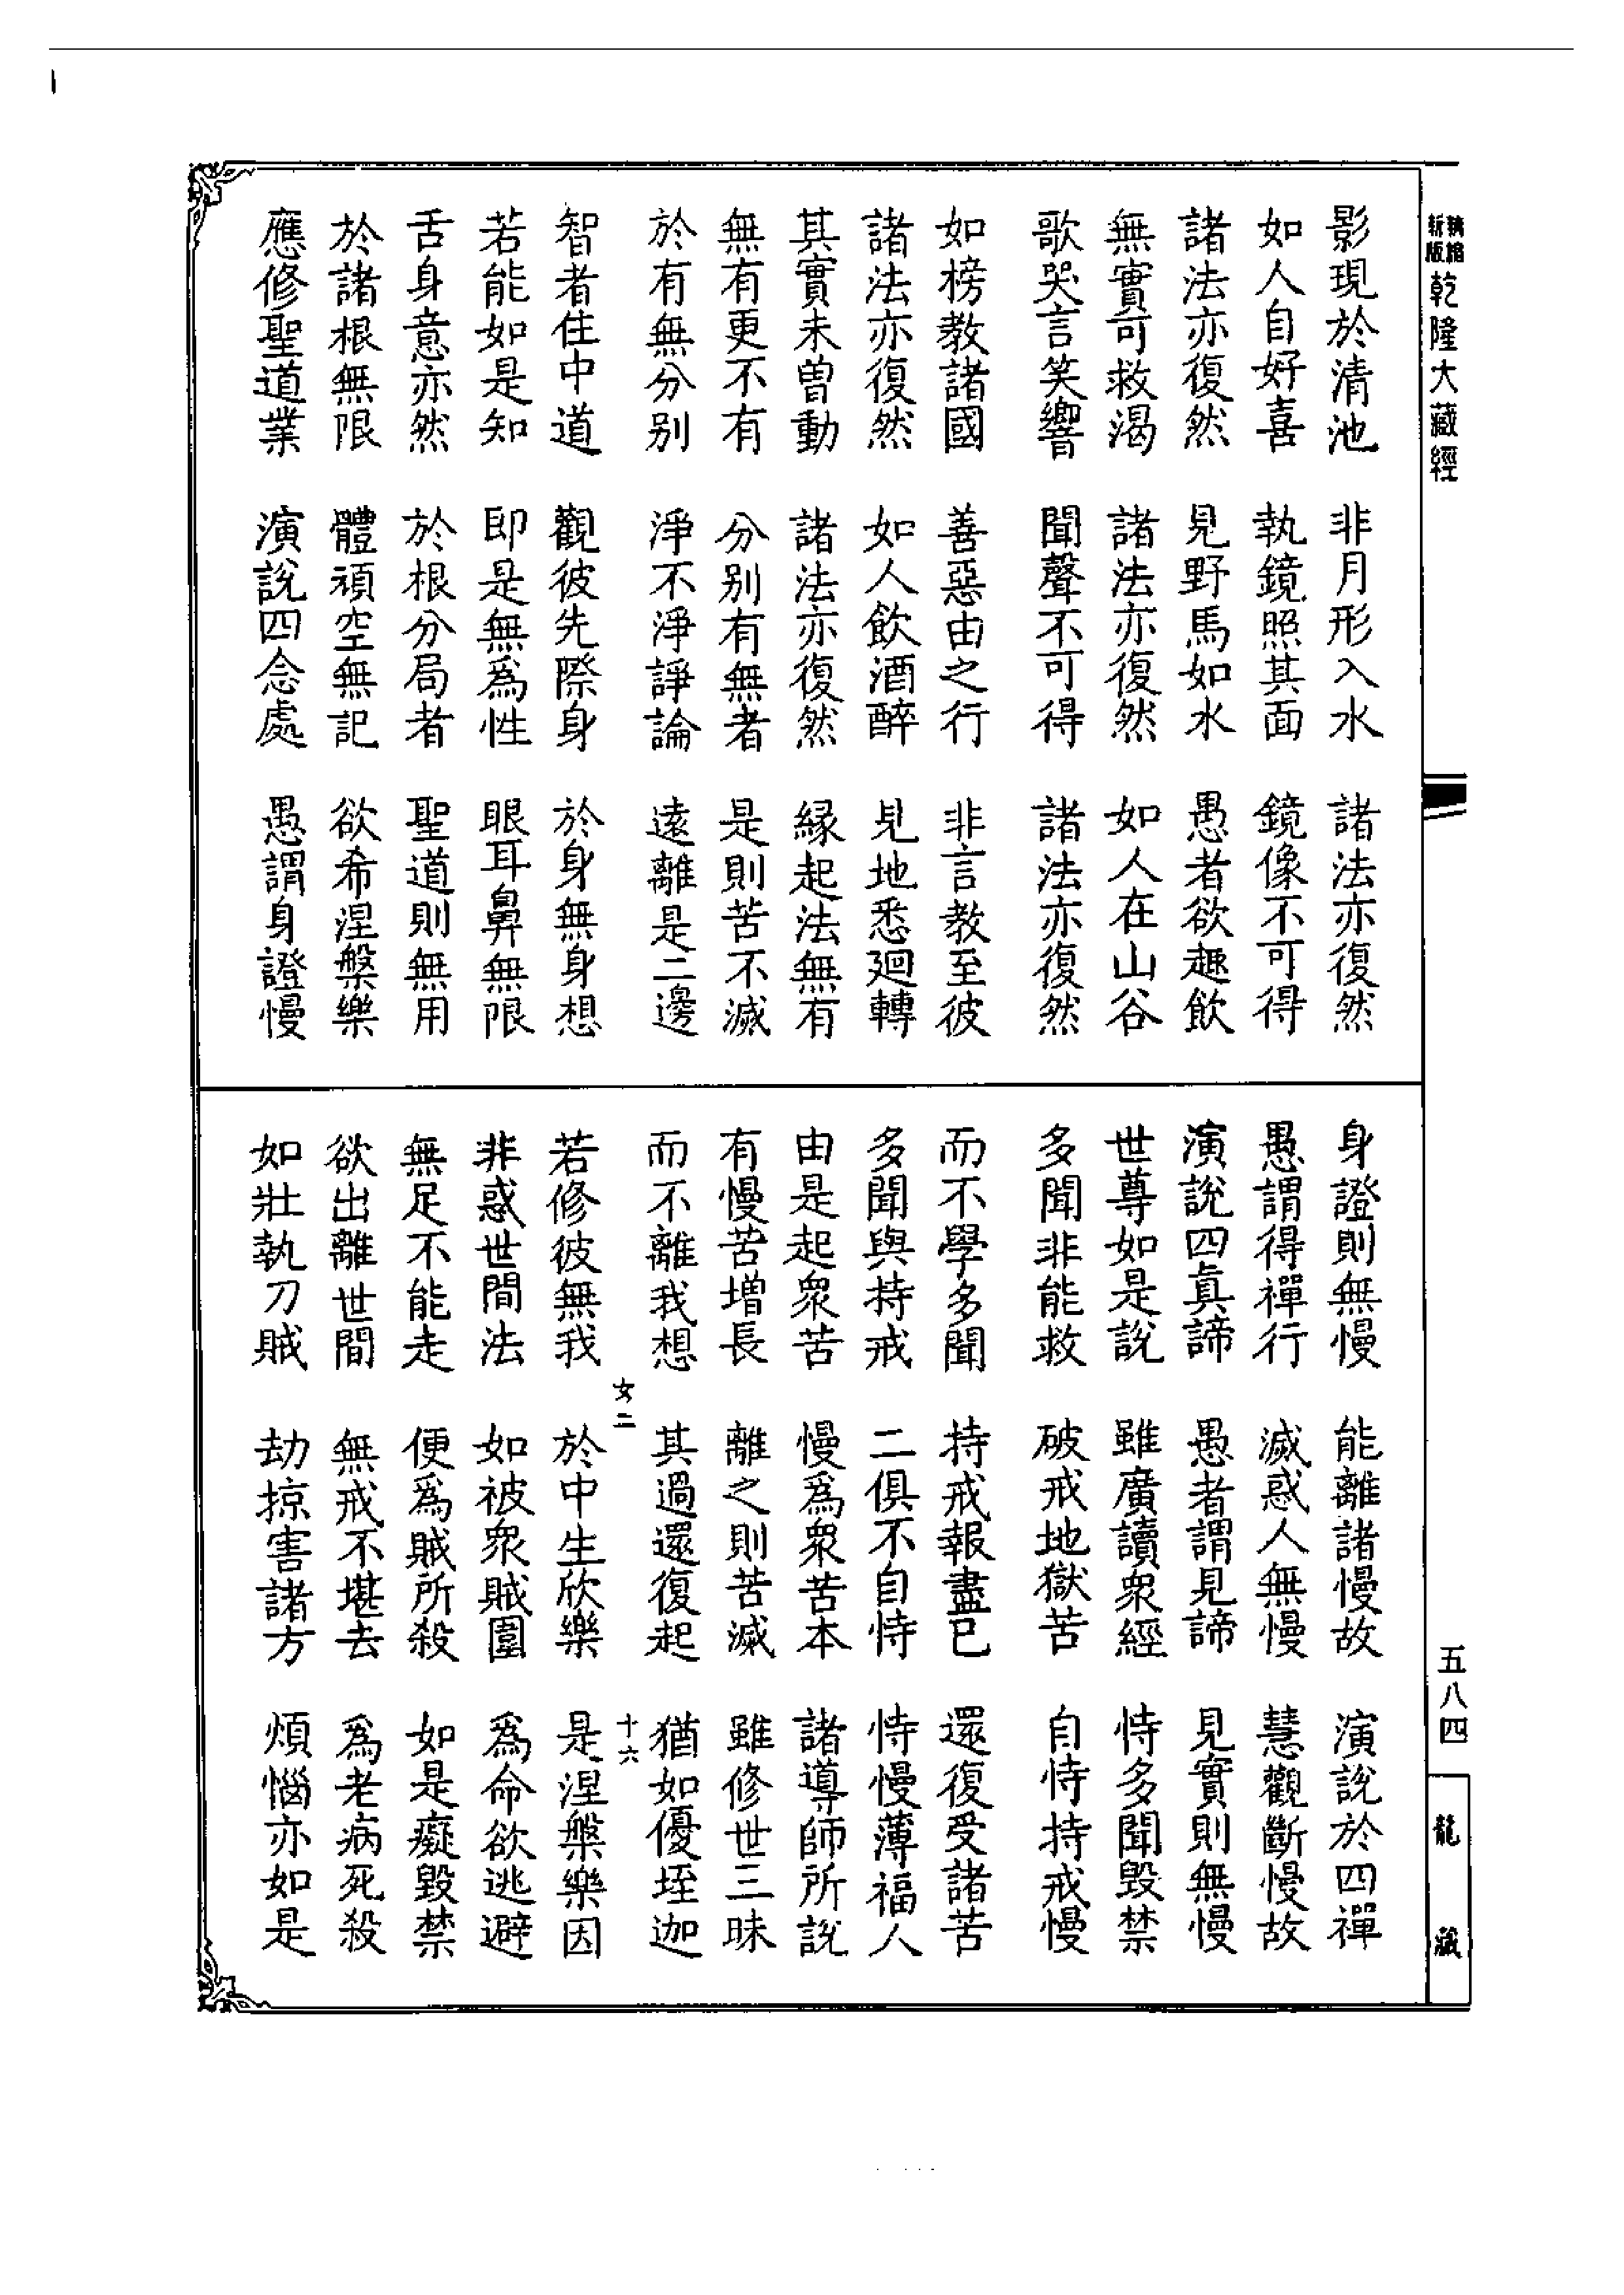 新版精縮
乾隆大藏經
影現於清池　非月形入水　諸法亦復然
如人自好喜　執鏡照其面　鏡像不可得
諸法亦復然　見野馬如水　愚者欲趣飲
無實可救渴　諸法亦復然　如人在山谷
歌哭言笑響　聞聲不可得　諸法亦復然
如榜教諸國　善惡由之行　非言教至彼
諸法亦復然　如人飲酒醉　見地悉迴轉
其實未曾動　諸法亦復然　緣起法無有
無有更不有　分别有無者　是則苦不滅
於有無分别　淨不淨諍論　遠離是二邊
智者住中道　觀彼先際身　於身無身想
若能如是知　即是無為性　眼耳鼻無限
舌身意亦然　於根分局者　聖道則無用
於諸根無限　體頑空無記　欲希涅槃樂
應修聖道業　演說四念處　愚謂身證慢
身證則無慢　能離諸慢故　演說於四禪
愚謂得禪行　滅惑人無慢　慧觀斷慢故
演說四真諦　愚者謂見諦　見實則無慢
世尊如是說　雖廣讀衆經　恃多聞毀禁
多聞非能救　破戒地獄苦　自恃持戒慢
而不學多聞　持戒報盡已　還復受諸苦
多聞與持戒　二俱不自恃　恃慢薄福人
由是起衆苦　慢為衆苦本　諸導師所說
有慢苦增長　離之則苦滅　雖修世三昧
而不離我想　其過還復起　猶如優垤迦
女二　十六
若修彼無我　於中生欣樂　是涅槃樂因
非惑世間法　如被衆賊圍　為命欲逃避
無足不能走　便為賊所殺　如是癡毀禁
欲出離世間　無戒不堪去　為老病死殺
如壯執刀賊　劫掠害諸方　煩惱亦如是
五八四
龍藏